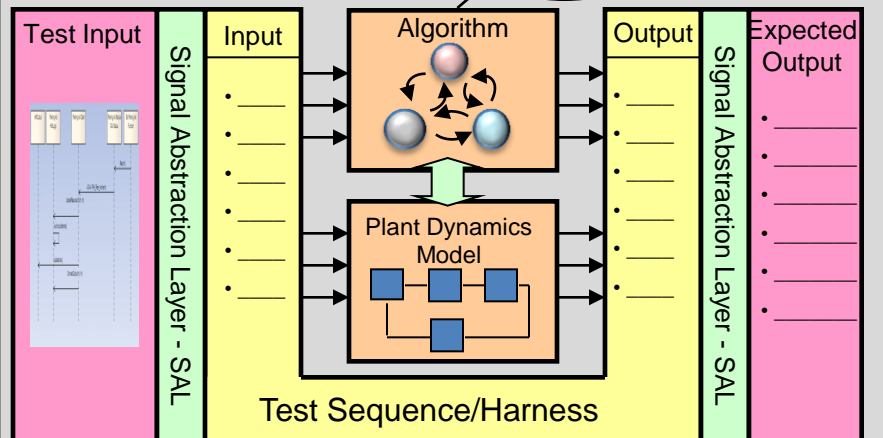 Test Input
Signal Abstraction Layer - SAL
Input
Algorithm
Plant Dynamics
Model
Output
Signal Abstraction Layer - SAL
Expected
Output
Test Sequence/Harness